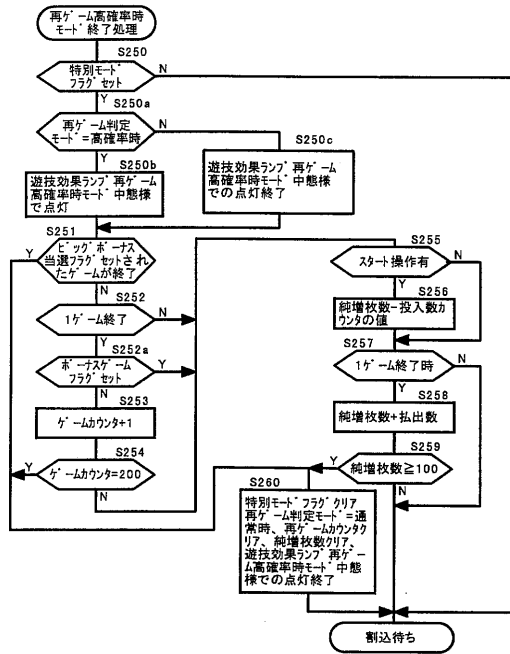 再ゲーム高確率時
モード終了処理
S250
特別モード
フラグセット
N
Y
S250a
再ゲーム判定
モード=高確率時
N
Y
S250b
遊技効果ランプ再ゲーム
高確率時モード中態様
で点灯
S250c
遊技効果ランプ再ゲーム
高確率時モード中態様
での点灯終了
S251
Y
ビッグボーナス
当選フラグセットされ
たゲームが終了
N
S252
1ゲーム終了
N
Y
S252a
ボーナスゲーム
フラグセット
Y
N
S253
ゲームカウンタ+1
S254
Y
ゲームカウンタ=200
N
S255
スタート操作有
N
Y
S256
純増枚数-投入数カ
ウンタの値
S257
1ゲーム終了時
N
Y
S258
純増枚数+払出数
S259
Y
純増枚数≧100
N
S260
特別モードフラグクリア
再ゲーム判定モード=通
常時、再ゲームカウンタク
リア、純増枚数クリア、
遊技効果ランプ再ゲー
ム高確率時モード中態
様での点灯終了
割込待ち